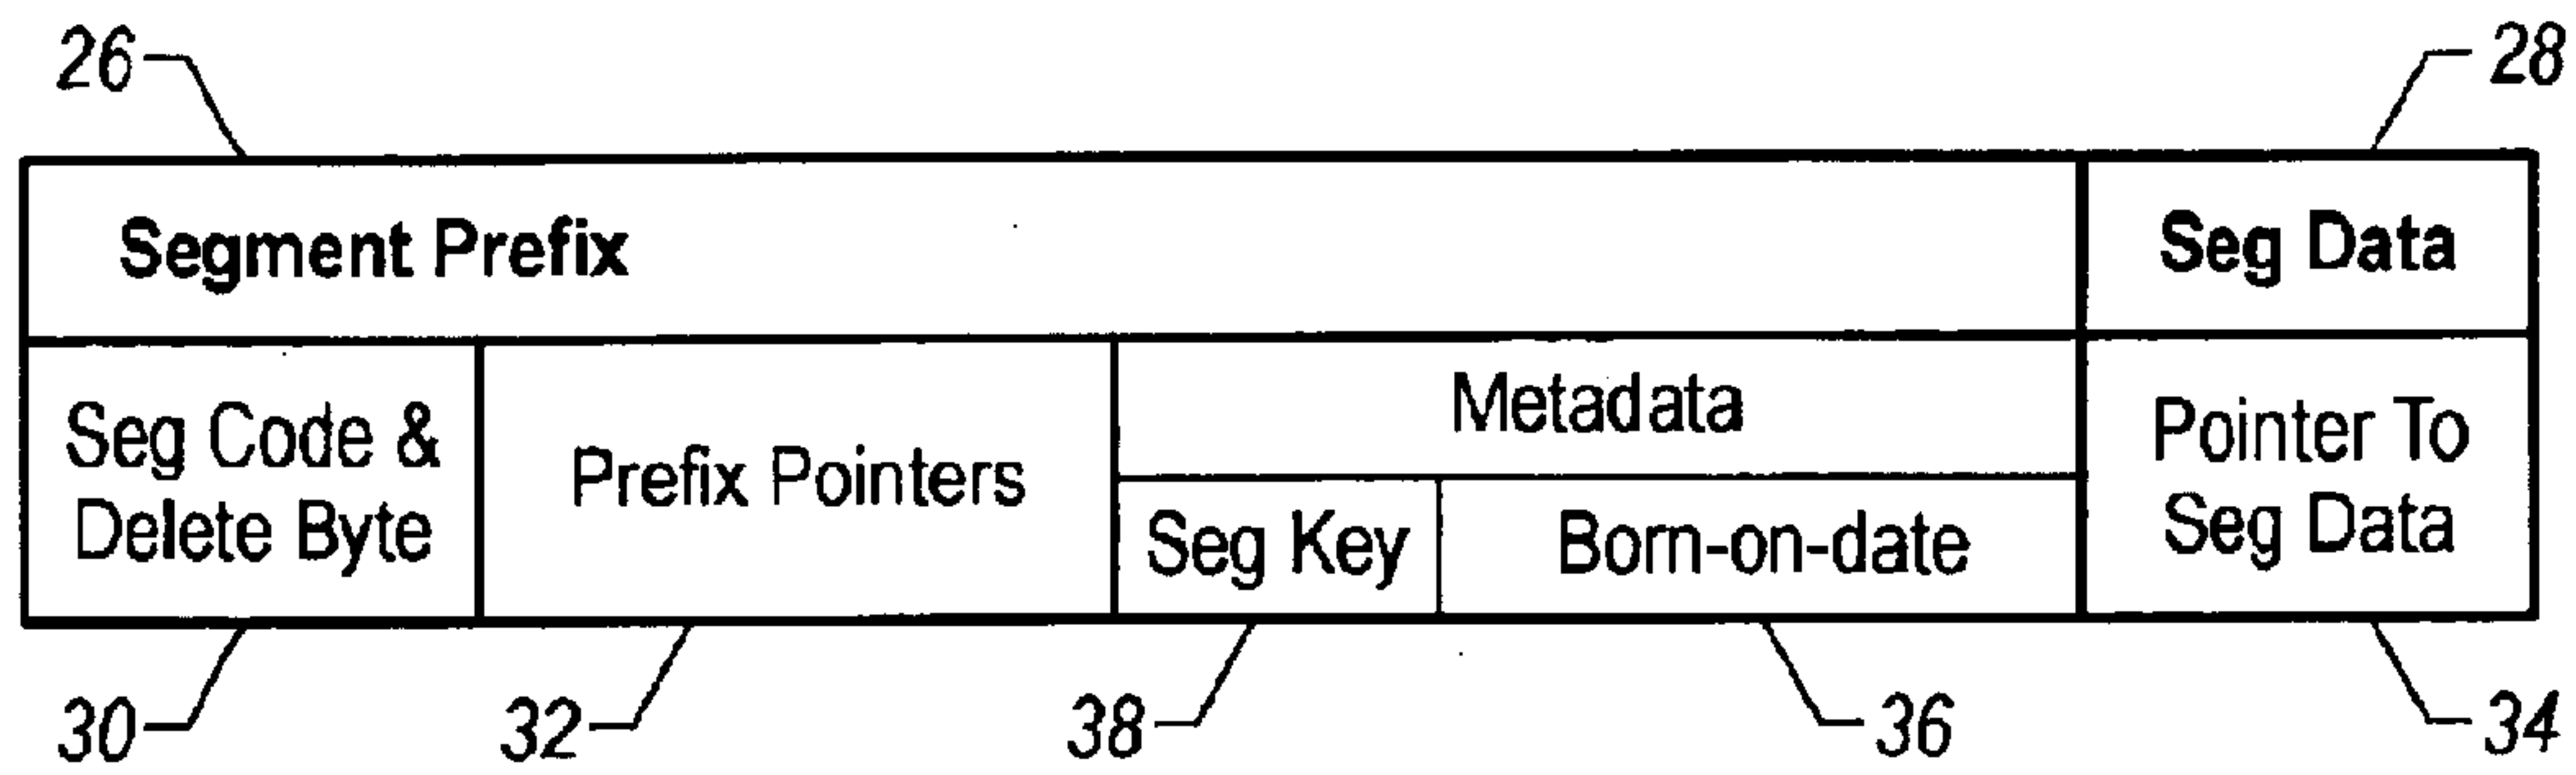 26
28
Segment Prefix
Seg Data
Seg Code &
Delete Byte
Prefix Pointers
Metadata
Seg Key
Born-on-date
Pointer To
Seg Data
30
32
38
36
34